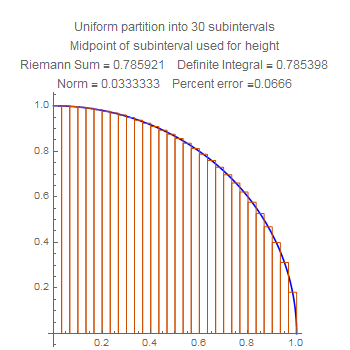 Uniform partition into 30 subintervals
Midpoint of subinterval used for height
Riemann Sum = 0.785921 Definite Integral = 0.785398
Norm = 0.0333333 Percent error =0.0666
1.0
0.8
0.6
0.4
0.2
0.2 0.4 0.6 0.8 1.0